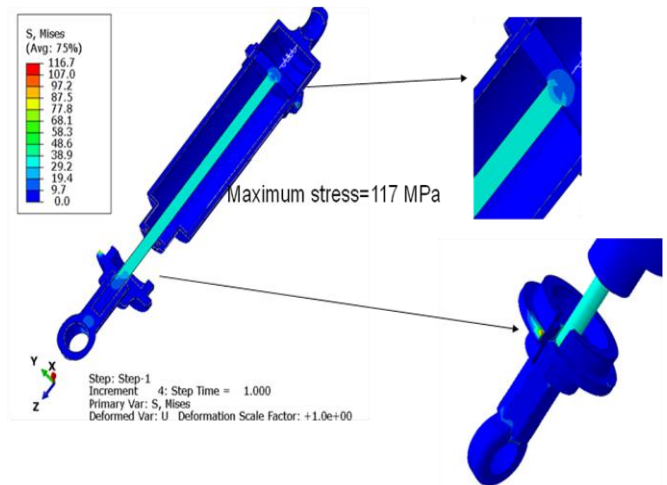 S, Mises
(Avg: 75%)
116.7
107.0
97.2
87.5
77.8
68.1
58.3
48.6
38.9
29.2
19.4
9.7
0.0
Maximum stress=117 MPa
Y X
Z
Step: Step-1
Increment 4: Step Time = 1.000
Primary Var: S, Mises
Deformed Var: U Deformation Scale Factor: +1.0e+00